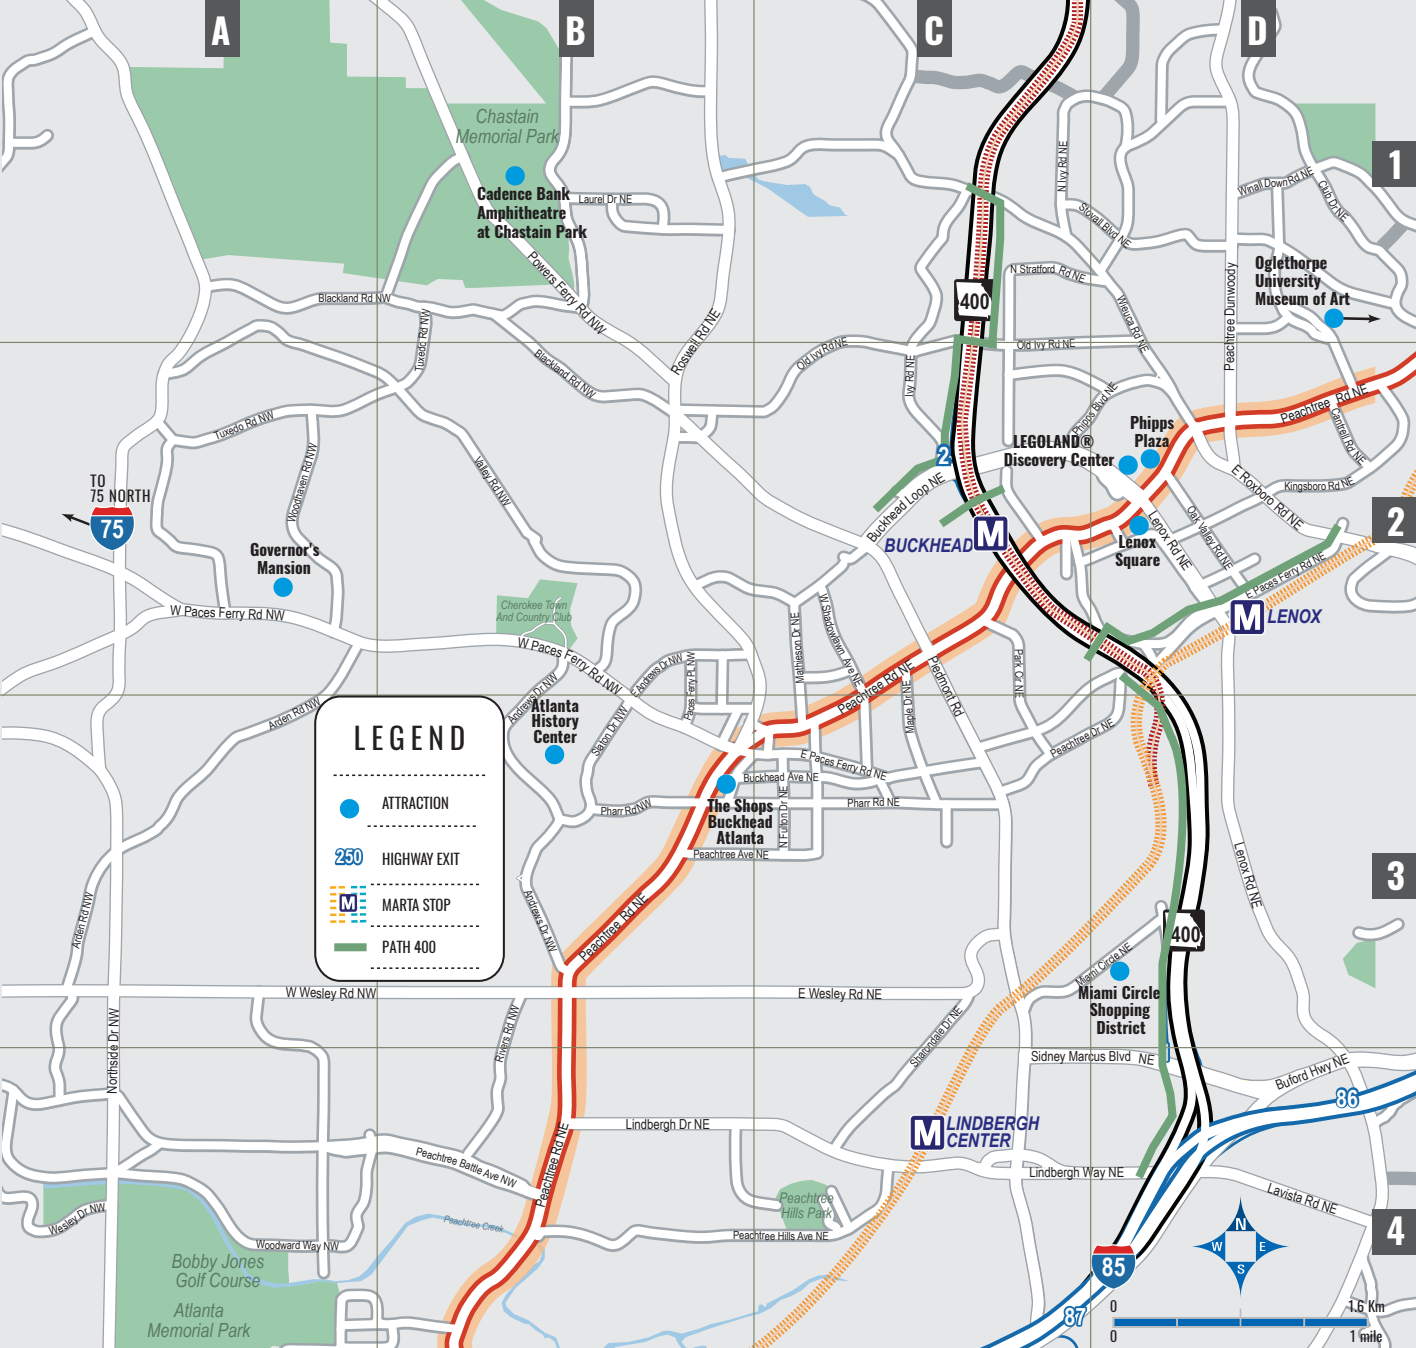 A
B
C
D
1
2
3
4
Chastain
Memorial Park
Cadence Bank
Amphitheatre
at Chastain Park
Laurel Dr NE
Powers Ferry Rd NW
Blackland Rd NW
Tuxedo Rd NW
Blackland Rd NW
Roswell Rd NE
Old Ivy Rd NE
Ivy Rd NE
400
N Ivy Rd NE
Stovall Blvd NE
N Stratford Rd NE
Wieuca Rd NE
Old Ivy Rd NE
Peachtree Dunwoody
Winall Down Rd NE
Club Dr NE
Oglethorpe
University
Museum of Art
Peachtree Rd NE
Cantrell Rd NE
Phipps Blvd NE
Phipps
Plaza
LEGOLAND®
Discovery Center
E Roxboro Rd NE
Kingsboro Rd NE
Tuxedo Rd NW
Woodhaven Rd NW
Valley Rd NW
TO
75 NORTH
75
Governor's
Mansion
2
Buckhead Loop NE
BUCKHEAD
M
Lenox
Square
Lenox Rd NE
Oak Valley Rd NE
E Paces Ferry Rd NE
M
LENOX
W Paces Ferry Rd NW
Cherokee Town
And Country Club
W Paces Ferry Rd NW
Andrews Dr NW
E Andrews Dr NW
Paces Ferry Pl NW
Slaton Dr NW
Mathieson Dr NE
W Shadowlawn Ave NE
Peachtree Rd NE
Maple Dr NE
Piedmont Rd
Park Cir NE
Peachtree Dr NE
Arden Rd NW
Atlanta
History
Center
LEGEND
ATTRACTION
250
HIGHWAY EXIT
M
MARTA STOP
PATH 400
E Paces Ferry Rd NE
Buckhead Ave NE
Pharr Rd NW
The Shops
Buckhead
Atlanta
N Fulton Dr NE
Pharr Rd NE
Peachtree Ave NE
Lenox Rd NE
Arden Rd NW
Andrews Dr NW
Peachtree Rd NE
400
Miami Circle NE
Miami Circle
Shopping
District
W Wesley Rd NW
E Wesley Rd NE
Northside Dr NW
Rivers Rd NW
Sharondale Dr NE
1
Sidney Marcus Blvd NE
Buford Hwy NE
86
Lindbergh Dr NE
M
LINDBERGH
CENTER
Peachtree Rd NE
Peachtree Battle Ave NW
Lindbergh Way NE
Lavista Rd NE
Wesley Dr NW
Peachtree
Hills Park
Peachtree Creek
Peachtree Hills Ave NE
Woodward Way NW
Bobby Jones
Golf Course
Atlanta
Memorial Park
85
87
N
W
E
S
0
1.6 Km
0
1 mile